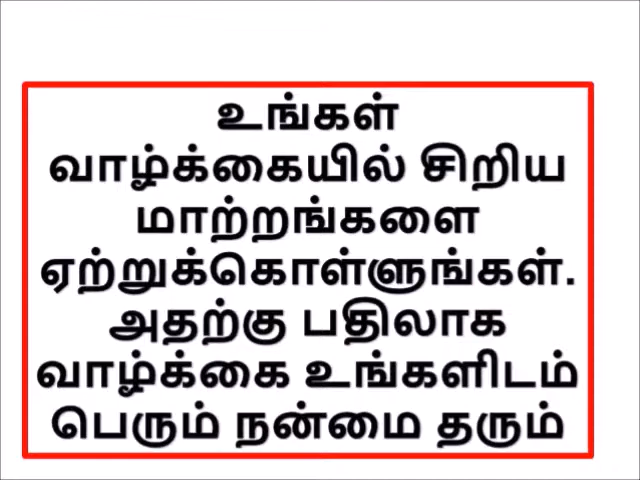 உங்கள்
வாழ்க்கையில் சிறிய
மாற்றங்களை
ஏற்றுக்கொள்ளுங்கள்.
அதற்கு பதிலாக
வாழ்க்கை உங்களிடம்
பெரும் நன்மை தரும்